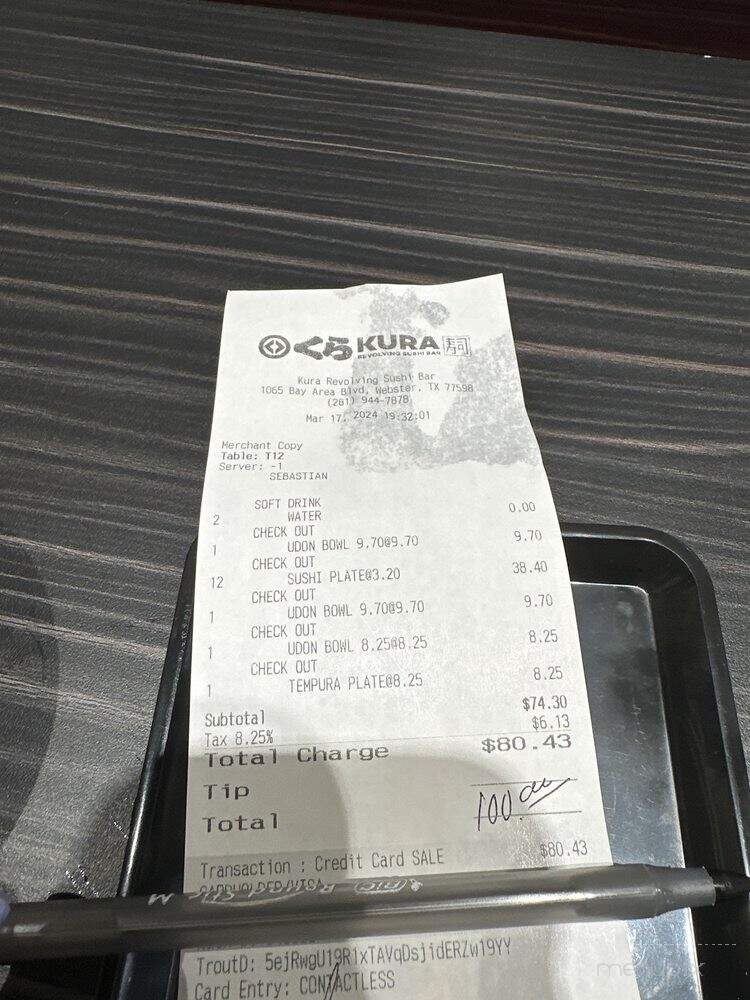 くら KURA 寿司
REVOLVING SUSHI BAR
Kura Revolving Sushi Bar
1065 Bay Area Blvd, Webster, TX 77598
(281) 944-7878
Mar 17, 2024 19:32:01
Merchant Copy
Table: T12
Server: -1
SEBASTIAN
SOFT DRINK
2 WATER 0.00
CHECK OUT
1 UDON BOWL 9.70@9.70 9.70
CHECK OUT
12 SUSHI PLATE@3.20 38.40
CHECK OUT
1 UDON BOWL 9.70@9.70 9.70
CHECK OUT
1 UDON BOWL 8.25@8.25 8.25
CHECK OUT
1 TEMPURA PLATE@8.25 8.25
Subtotal $74.30
Tax 8.25% $6.13
Total Charge $80.43
Tip
Total 100.00
Transaction : Credit Card SALE $80.43
BIC M
TroutD: 5ejRwgU19R1xTAVqDsjidERZw19YY
Card Entry: CONTACTLESS